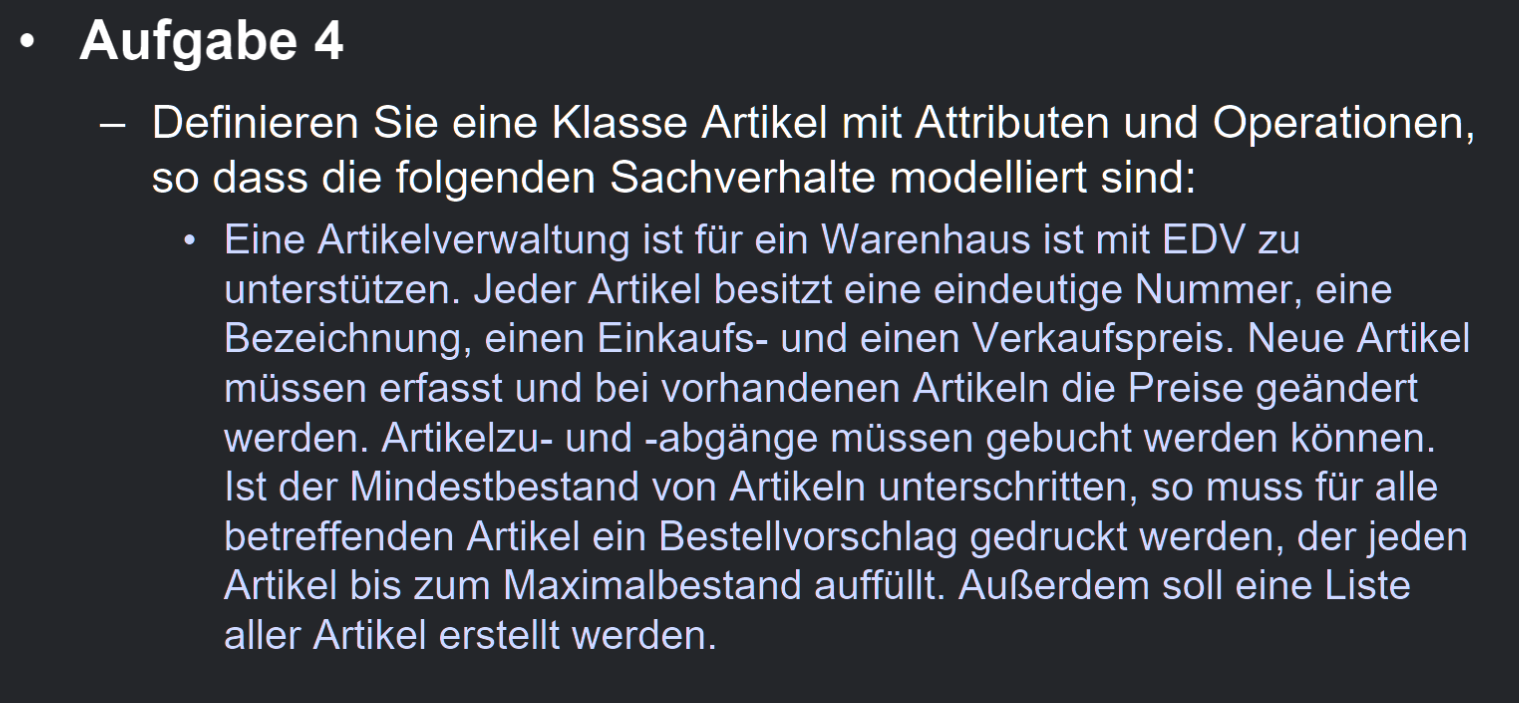 • Aufgabe 4
– Definieren Sie eine Klasse Artikel mit Attributen und Operationen,
so dass die folgenden Sachverhalte modelliert sind:
• Eine Artikelverwaltung ist für ein Warenhaus ist mit EDV zu
unterstützen. Jeder Artikel besitzt eine eindeutige Nummer, eine
Bezeichnung, einen Einkaufs- und einen Verkaufspreis. Neue Artikel
müssen erfasst und bei vorhandenen Artikeln die Preise geändert
werden. Artikelzu- und -abgänge müssen gebucht werden können.
Ist der Mindestbestand von Artikeln unterschritten, so muss für alle
betreffenden Artikel ein Bestellvorschlag gedruckt werden, der jeden
Artikel bis zum Maximalbestand auffüllt. Außerdem soll eine Liste
aller Artikel erstellt werden.